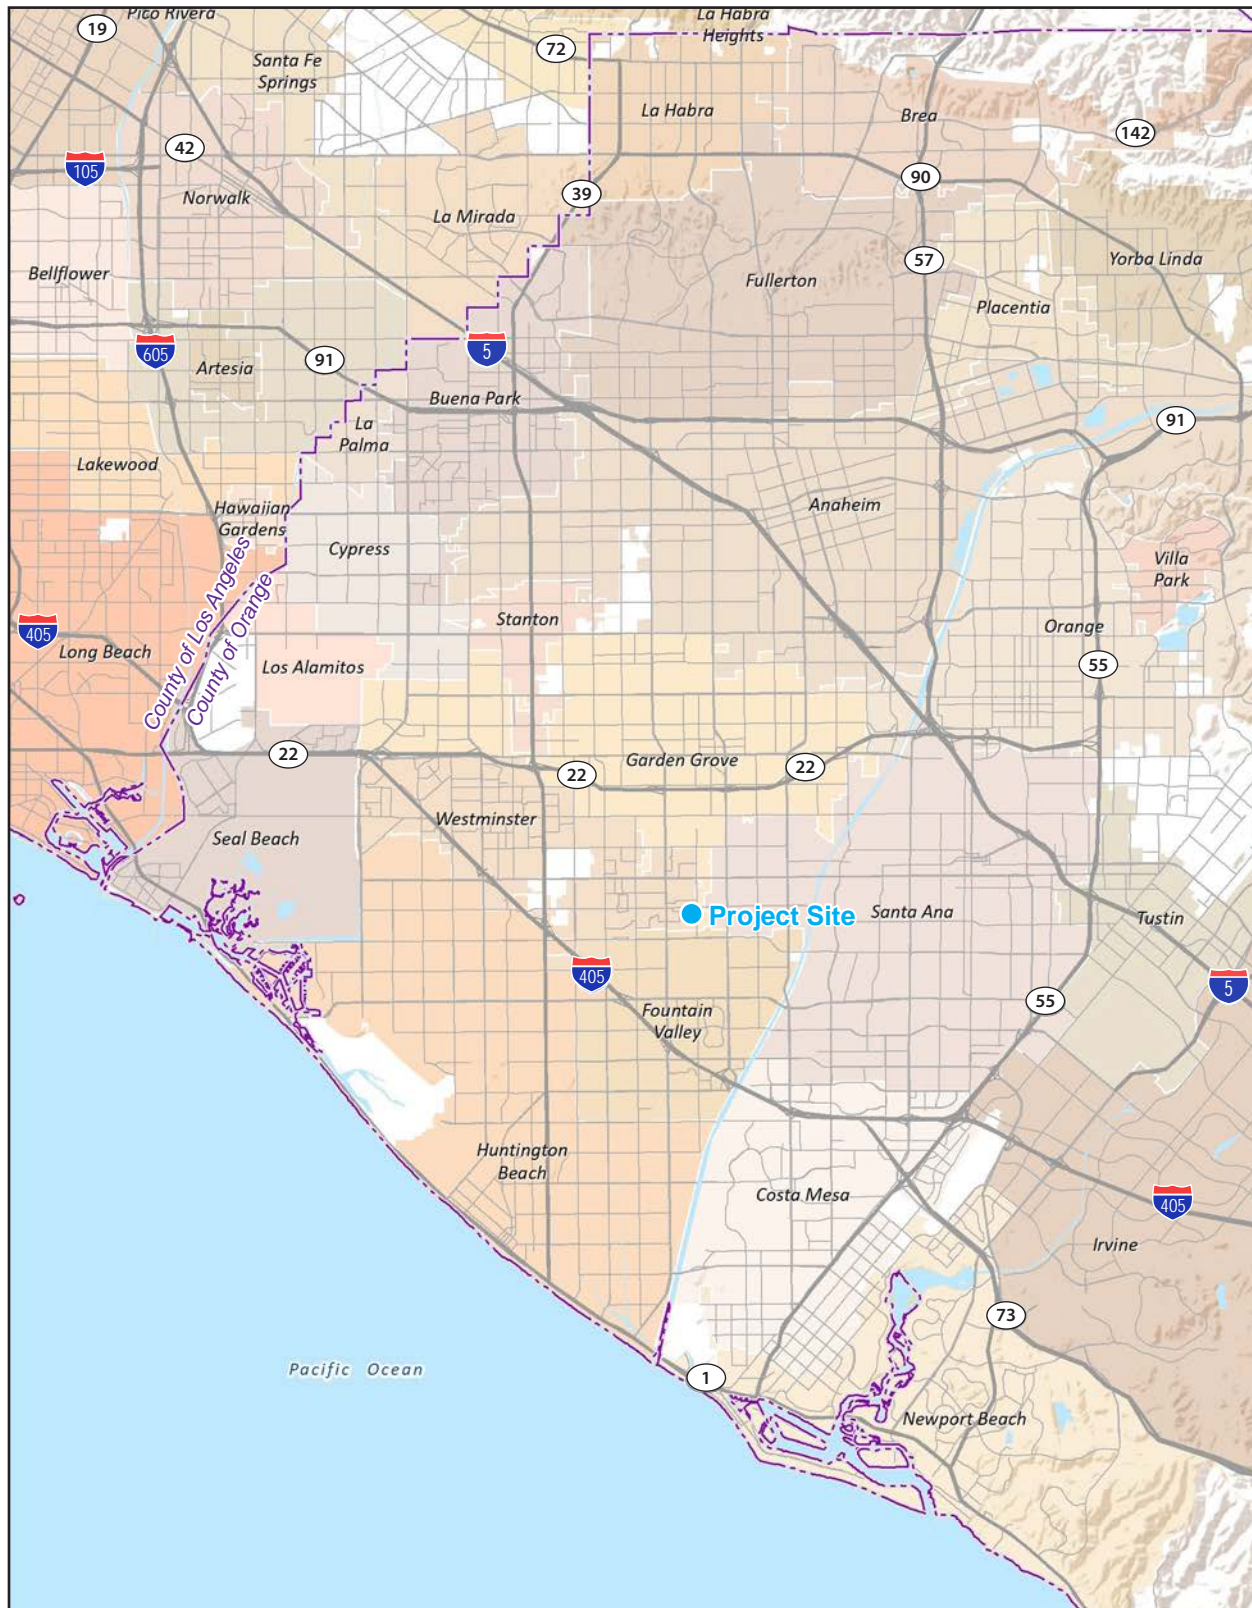 Pico Rivera
La Habra
Heights
19
72
Santa Fe
Springs
La Habra
Brea
142
42
105
90
Norwalk
39
La Mirada
57
Yorba Linda
Bellflower
Fullerton
Placentia
605
5
Artesia
91
Buena Park
91
La
Palma
Lakewood
Hawaiian
Gardens
Anaheim
Cypress
Villa
Park
County of Los Angeles
County of Orange
Stanton
Orange
405
Long Beach
Los Alamitos
55
22
Garden Grove
22
22
Westminster
Seal Beach
Project Site
Santa Ana
Tustin
405
5
55
Fountain
Valley
Huntington
Beach
Costa Mesa
405
Irvine
73
Pacific Ocean
1
Newport Beach